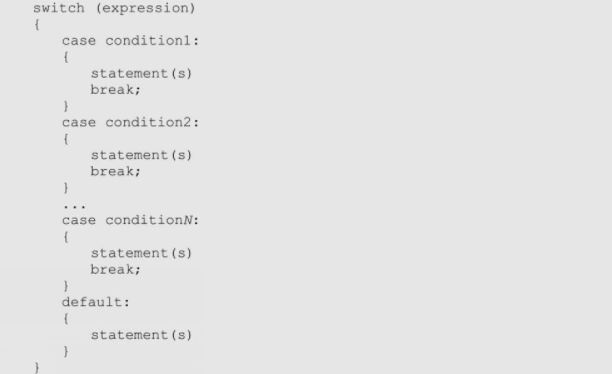 switch (expression)
{
case condition1:
{
statement(s)
break;
}
case condition2:
{
statement(s)
break;
}
...
case conditionN:
{
statement(s)
break;
}
default:
{
statement(s)
}
}